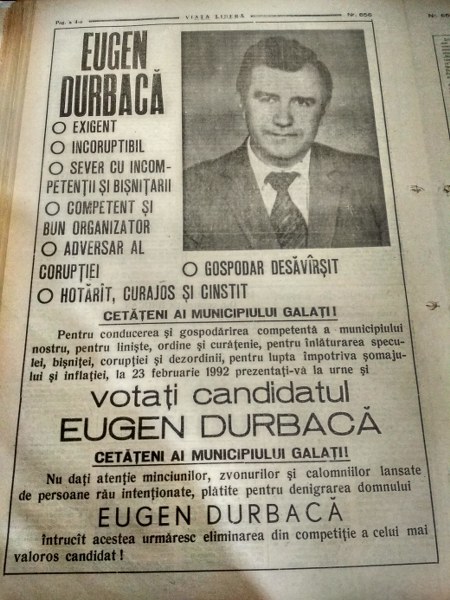 Pag. a 4-a
VIAŢA LIBERĂ
Nr. 656
EUGEN
DURBACĂ
EXIGENT
INCORUPTIBIL
SEVER CU INCOM-
PETENŢII ŞI BIŞNIŢARII
COMPETENT ŞI
BUN ORGANIZATOR
ADVERSAR AL
CORUPŢIEI
GOSPODAR DESĂVÎRŞIT
HOTĂRÎT, CURAJOS ŞI CINSTIT
CETĂŢENI AI MUNICIPIULUI GALAŢI!
Pentru conducerea şi gospodărirea competentă a municipiului
nostru, pentru linişte, ordine şi curăţenie, pentru înlăturarea specu-
lei, bişniţei, corupţiei şi dezordinii, pentru lupta împotriva şomaju-
lui şi inflaţiei, la 23 februarie 1992 prezentaţi-vă la urne şi
votaţi candidatul
EUGEN DURBACĂ
CETĂŢENI AI MUNICIPIULUI GALAŢI!
Nu daţi atenţie minciunilor, zvonurilor şi calomniilor lansate
de persoane rău intenţionate, plătite pentru denigrarea domnului
EUGEN DURBACĂ
întrucît acestea urmăresc eliminarea din competiţie a celui mai
valoros candidat!